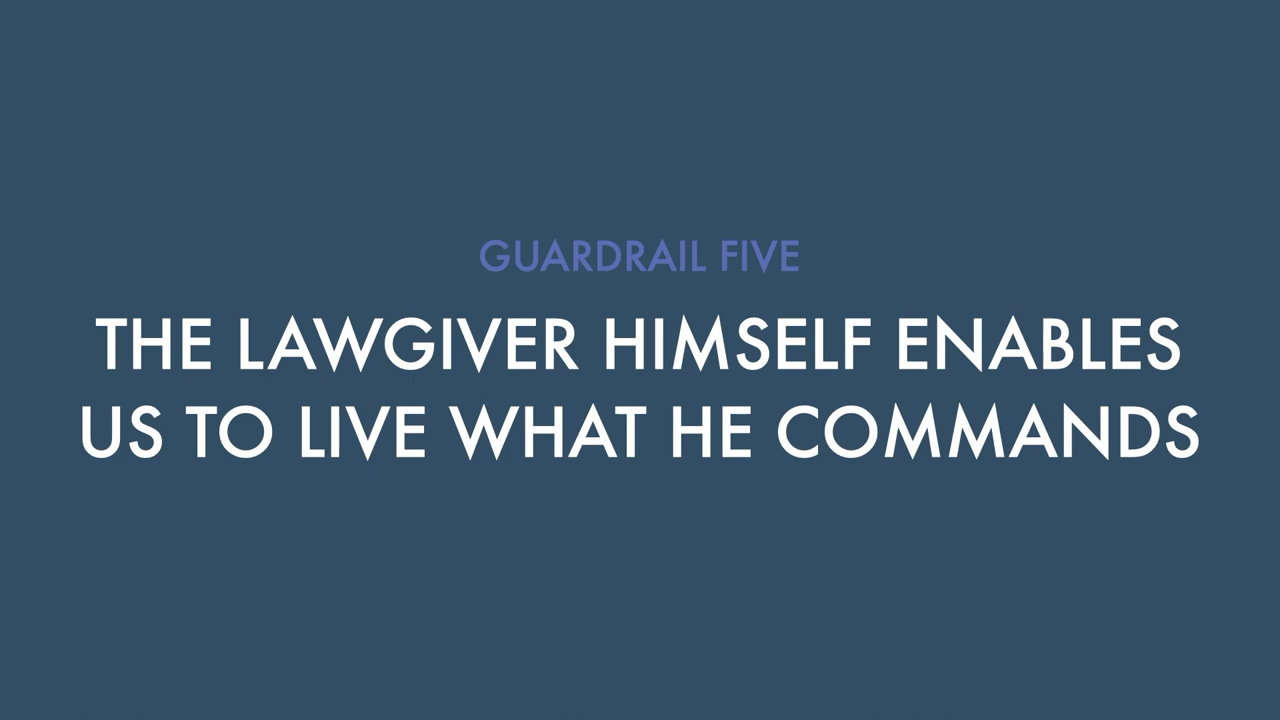 GUARDRAIL FIVE
THE LAWGIVER HIMSELF ENABLES
US TO LIVE WHAT HE COMMANDS